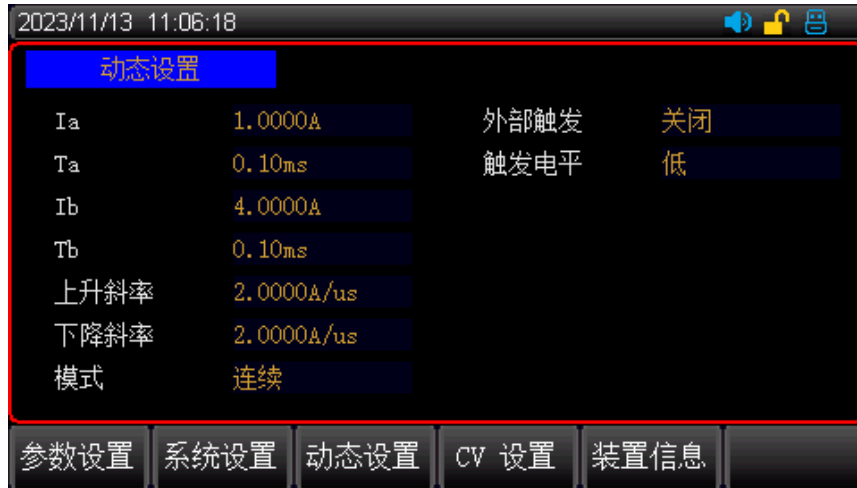 2023/11/13 11:06:18
动态设置
Ia 1.0000A 外部触发 关闭
Ta 0.10ms 触发电平 低
Ib 4.0000A
Tb 0.10ms
上升斜率 2.0000A/us
下降斜率 2.0000A/us
模式 连续
参数设置 系统设置 动态设置 CV 设置 装置信息